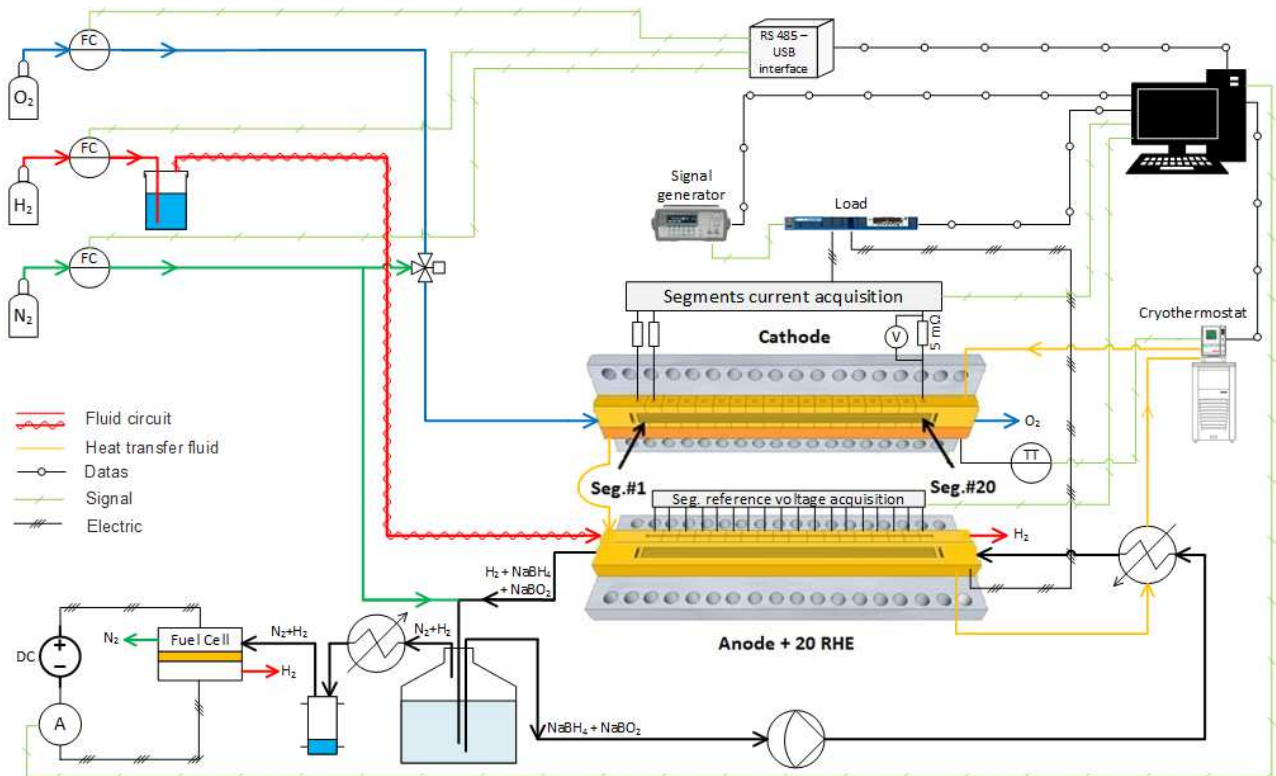 FC
RS 485 –
USB
interface
O₂
FC
H₂
Signal
generator
Load
FC
N₂
Segments current acquisition
Cryothermostat
V
5 mΩ
Cathode
Fluid circuit
Heat transfer fluid
Datas
Signal
Electric
O₂
TT
Seg.#1
Seg.#20
Seg. reference voltage acquisition
H₂
H₂ + NaBH₄
+ NaBO₂
Anode + 20 RHE
N₂
Fuel Cell
N₂+H₂
N₂+H₂
DC
H₂
A
NaBH₄ + NaBO₂